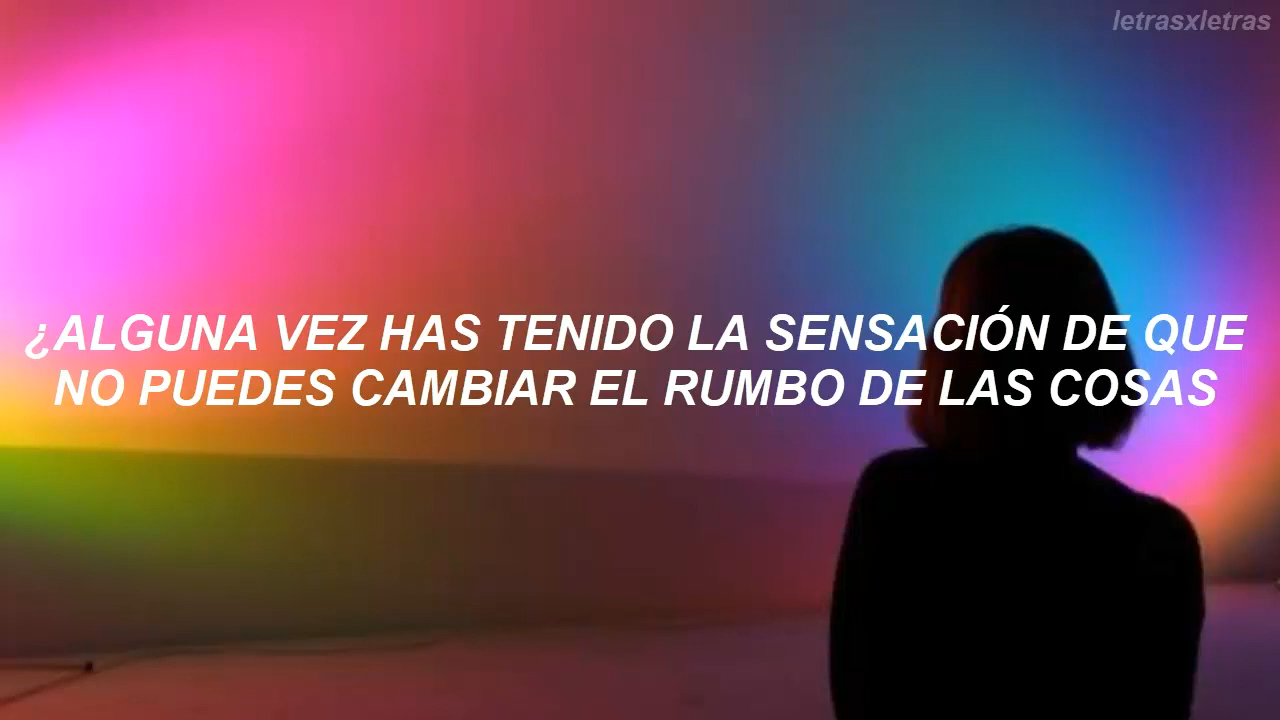 letrasxletras
¿ALGUNA VEZ HAS TENIDO LA SENSACIÓN DE QUE
NO PUEDES CAMBIAR EL RUMBO DE LAS COSAS